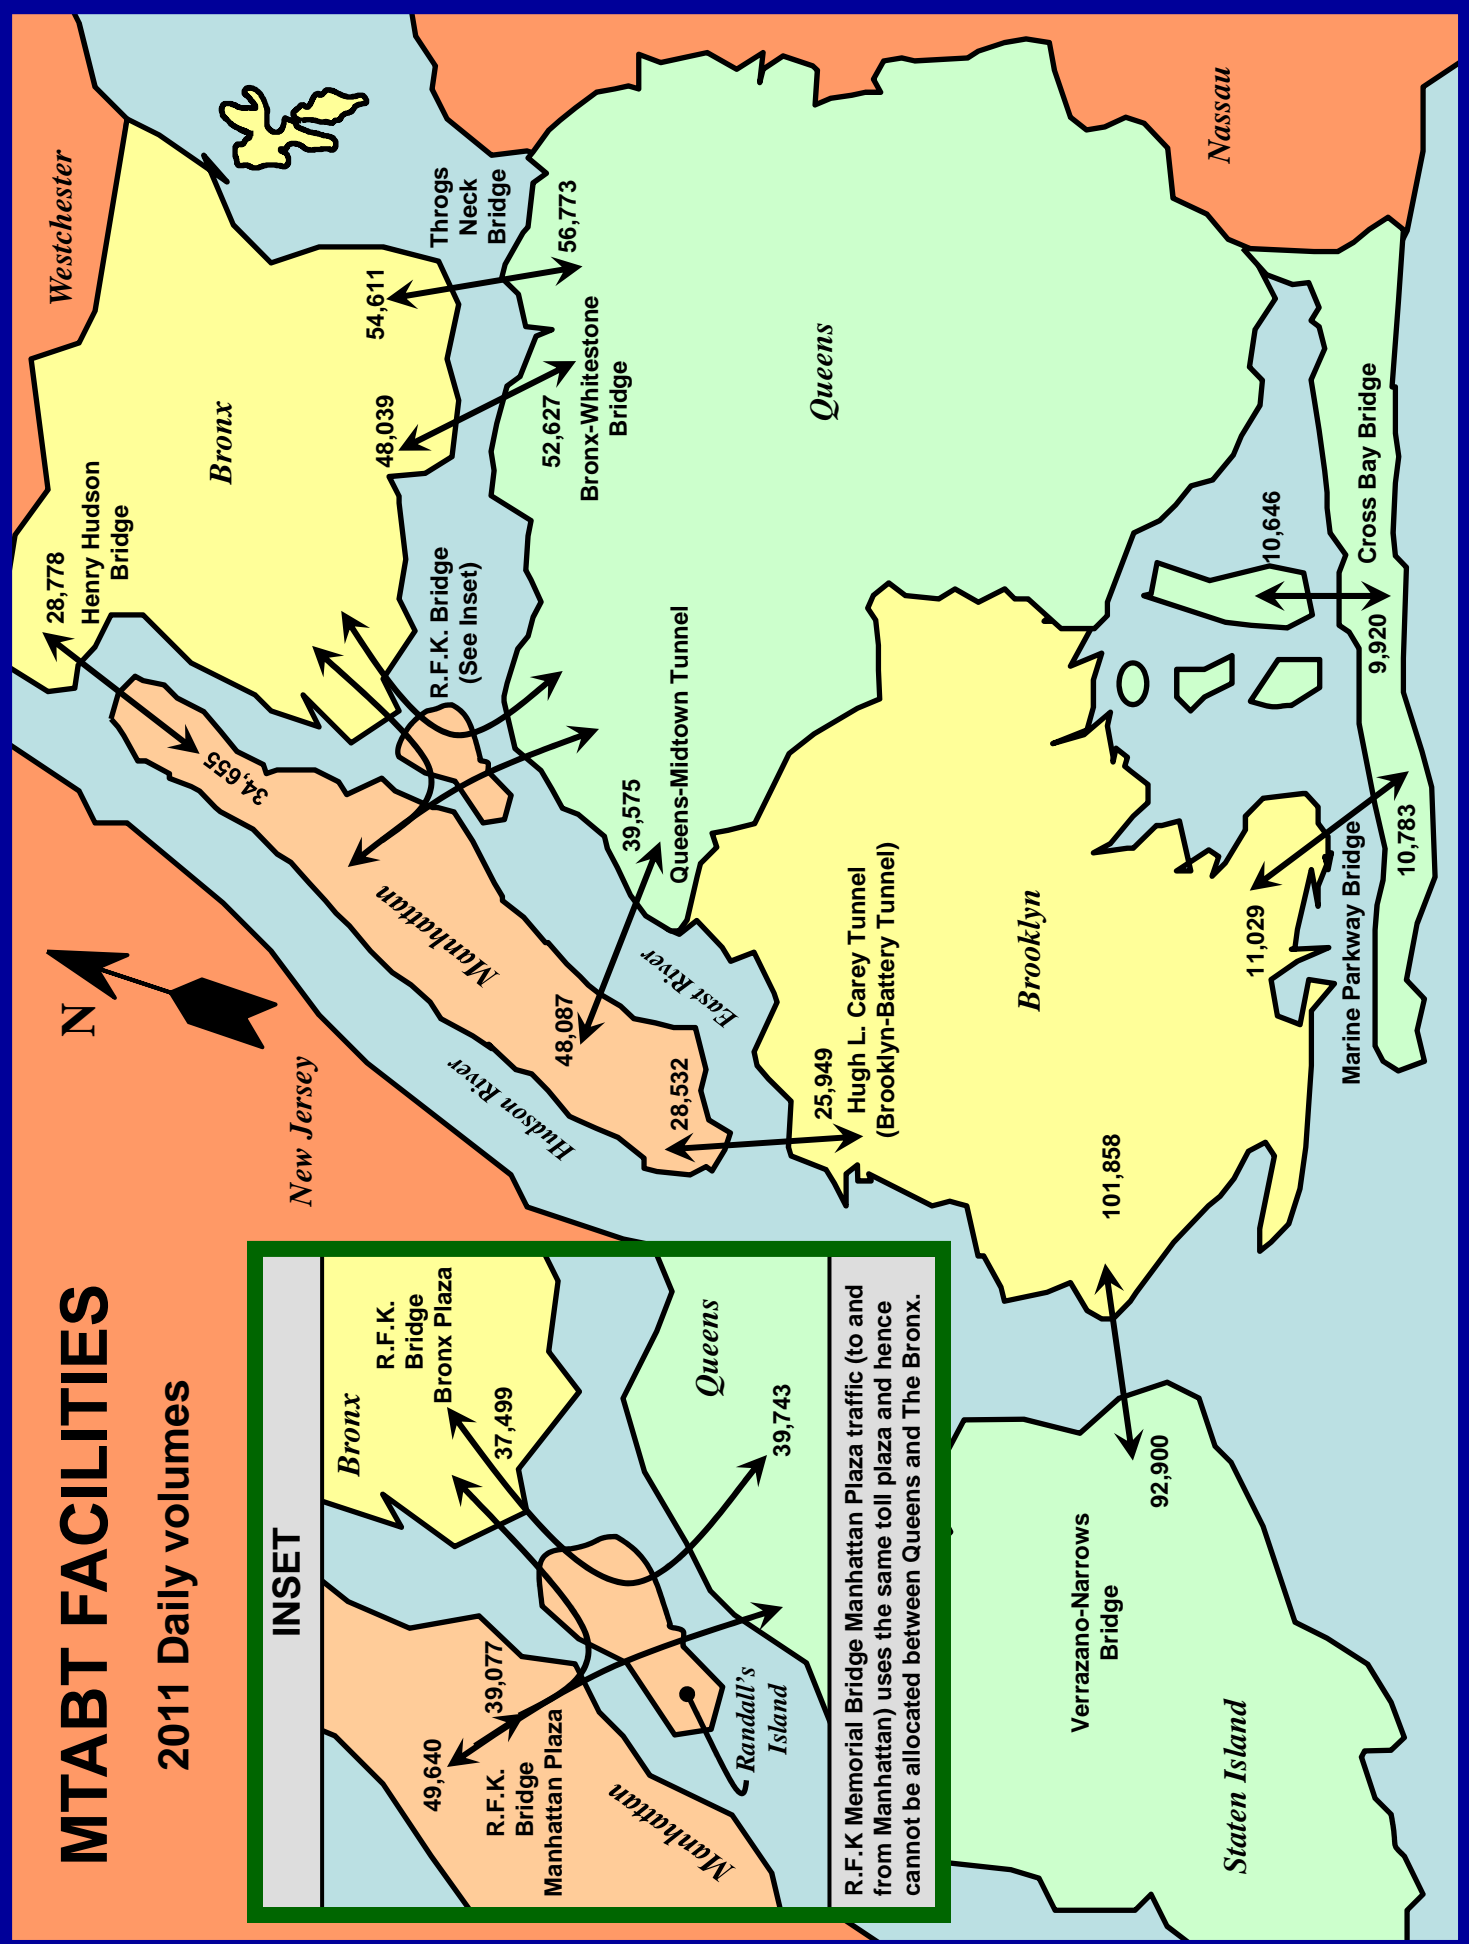 MTABT FACILITIES
2011 Daily volumes
N
New Jersey
Westchester
Nassau
Bronx
Manhattan
Queens
Brooklyn
Staten Island
Hudson River
East River
28,778
Henry Hudson
Bridge
34,655
R.F.K. Bridge
(See Inset)
48,039
52,627
Bronx-Whitestone
Bridge
54,611
Throgs
Neck
Bridge
56,773
39,575
Queens-Midtown Tunnel
48,087
28,532
25,949
Hugh L. Carey Tunnel
(Brooklyn-Battery Tunnel)
101,858
92,900
Verrazano-Narrows
Bridge
11,029
Marine Parkway Bridge
10,783
10,646
Cross Bay Bridge
9,920
INSET
Bronx
R.F.K.
Bridge
Bronx Plaza
37,499
39,077
49,640
R.F.K.
Bridge
Manhattan Plaza
Manhattan
Randall's
Island
Queens
39,743
R.F.K Memorial Bridge Manhattan Plaza traffic (to and
from Manhattan) uses the same toll plaza and hence
cannot be allocated between Queens and The Bronx.